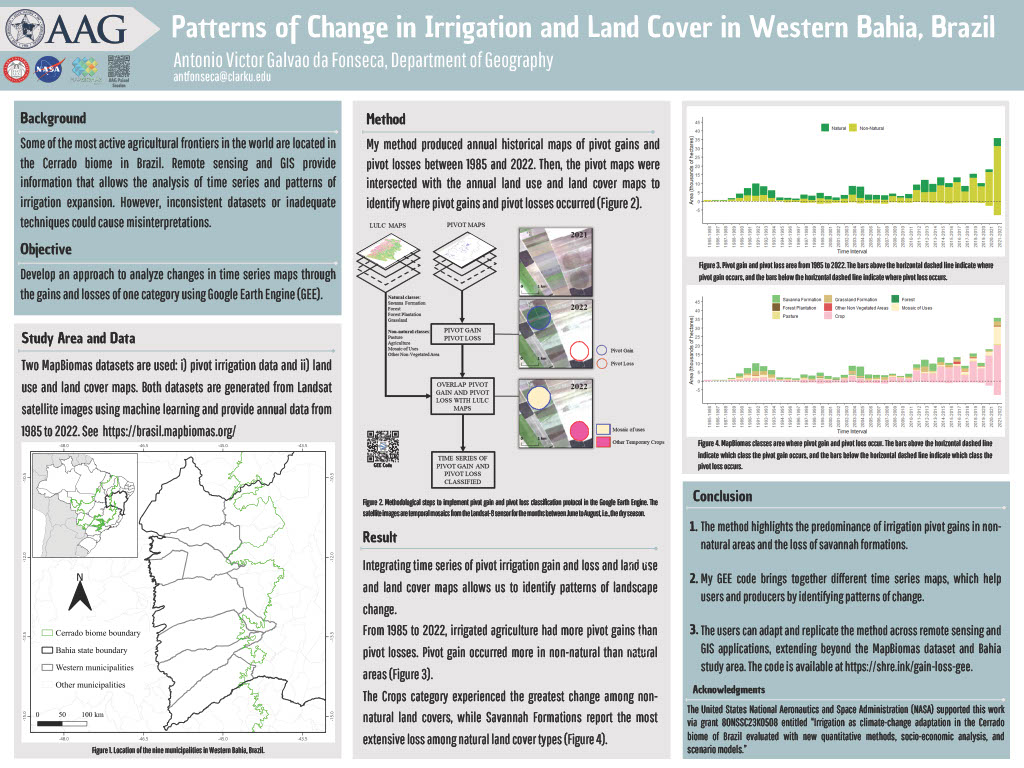 AAG
Patterns of Change in Irrigation and Land Cover in Western Bahia, Brazil
Antonio Victor Galvao da Fonseca, Department of Geography
antfonseca@clarku.edu
NASA
AAG Poster
Session
Background
Some of the most active agricultural frontiers in the world are located in
the Cerrado biome in Brazil. Remote sensing and GIS provide
information that allows the analysis of time series and patterns of
irrigation expansion. However, inconsistent datasets or inadequate
techniques could cause misinterpretations.
Objective
Develop an approach to analyze changes in time series maps through
the gains and losses of one category using Google Earth Engine (GEE).
Study Area and Data
Two MapBiomas datasets are used: i) pivot irrigation data and ii) land
use and land cover maps. Both datasets are generated from Landsat
satellite images using machine learning and provide annual data from
1985 to 2022. See https://brasil.mapbiomas.org/
N
Cerrado biome boundary
Bahia state boundary
Western municipalities
Other municipalities
0 50 100 km
Figure 1. Location of the nine municipalities in Western Bahia, Brazil.
Method
My method produced annual historical maps of pivot gains and
pivot losses between 1985 and 2022. Then, the pivot maps were
intersected with the annual land use and land cover maps to
identify where pivot gains and pivot losses occurred (Figure 2).
LULC MAPS
PIVOT MAPS
Natural classes:
Savanna Formation
Forest
Forest Plantation
Grassland
Non-natural classes:
Pasture
Agriculture
Mosaic of Uses
Other Non-Vegetated Area
PIVOT GAIN
PIVOT LOSS
OVERLAP PIVOT
GAIN AND PIVOT
LOSS WITH LULC
MAPS
TIME SERIES OF
PIVOT GAIN AND
PIVOT LOSS
CLASSIFIED
GEE Code
2021
2022
Pivot Gain
Pivot Loss
2022
Mosaic of uses
Other Temporary Crops
Figure 2. Methodological steps to implement pivot gain and pivot loss classification protocol in the Google Earth Engine. The
satellite images are temporal mosaics from the Landsat-8 sensor for the months between June to August, i.e., the dry season.
Result
Integrating time series of pivot irrigation gain and loss and land use
and land cover maps allows us to identify patterns of landscape
change.
From 1985 to 2022, irrigated agriculture had more pivot gains than
pivot losses. Pivot gain occurred more in non-natural than natural
areas (Figure 3).
The Crops category experienced the greatest change among non-
natural land covers, while Savannah Formations report the most
extensive loss among natural land cover types (Figure 4).
Natural Non-Natural
Area (thousands of hectares)
Time Interval
Figure 3. Pivot gain and pivot loss area from 1985 to 2022. The bars above the horizontal dashed line indicate where
pivot gain occurs, and the bars below the horizontal dashed line indicate where pivot loss occurs.
Savanna Formation Grassland Formation Forest
Forest Plantation Other Non Vegetated Areas Mosaic of Uses
Pasture Crop
Area (thousands of hectares)
Time Interval
Figure 4. MapBiomas classes area where pivot gain and pivot loss occur. The bars above the horizontal dashed line
indicate which class the pivot gain occurs, and the bars below the horizontal dashed line indicate which class the
pivot loss occurs.
Conclusion
1. The method highlights the predominance of irrigation pivot gains in non-
natural areas and the loss of savannah formations.
2. My GEE code brings together different time series maps, which help
users and producers by identifying patterns of change.
3. The users can adapt and replicate the method across remote sensing and
GIS applications, extending beyond the MapBiomas dataset and Bahia
study area. The code is available at https://shre.ink/gain-loss-gee.
Acknowledgments
The United States National Aeronautics and Space Administration (NASA) supported this work
via grant 80NSSC23K0508 entitled "Irrigation as climate-change adaptation in the Cerrado
biome of Brazil evaluated with new quantitative methods, socio-economic analysis, and
scenario models."